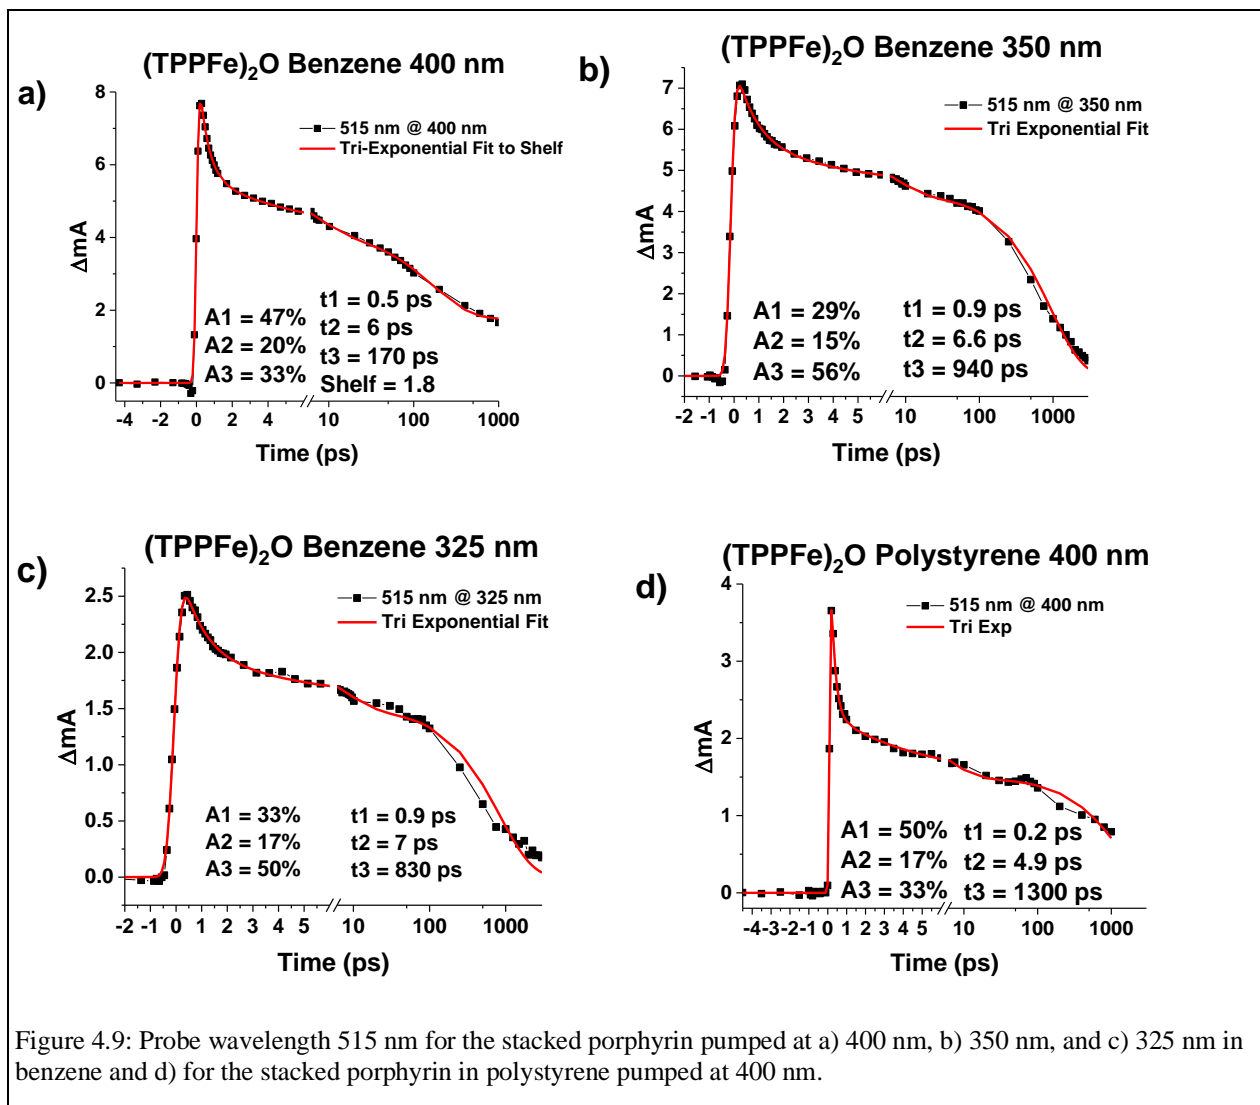 (TPPFe)₂O Benzene 400 nm
a)
8
6
4
2
0
ΔmA
515 nm @ 400 nm
Tri-Exponential Fit to Shelf
A1 = 47%
A2 = 20%
A3 = 33%
t1 = 0.5 ps
t2 = 6 ps
t3 = 170 ps
Shelf = 1.8
-4 -2 0 2 4 10 100 1000
Time (ps)
(TPPFe)₂O Benzene 350 nm
b)
7
6
5
4
3
2
1
0
ΔmA
515 nm @ 350 nm
Tri Exponential Fit
A1 = 29%
A2 = 15%
A3 = 56%
t1 = 0.9 ps
t2 = 6.6 ps
t3 = 940 ps
-2 -1 0 1 2 3 4 5 10 100 1000
Time (ps)
(TPPFe)₂O Benzene 325 nm
c)
2.5
2.0
1.5
1.0
0.5
0.0
ΔmA
515 nm @ 325 nm
Tri Exponential Fit
A1 = 33%
A2 = 17%
A3 = 50%
t1 = 0.9 ps
t2 = 7 ps
t3 = 830 ps
-2 -1 0 1 2 3 4 5 10 100 1000
Time (ps)
(TPPFe)₂O Polystyrene 400 nm
d)
4
3
2
1
0
ΔmA
515 nm @ 400 nm
Tri Exp
A1 = 50%
A2 = 17%
A3 = 33%
t1 = 0.2 ps
t2 = 4.9 ps
t3 = 1300 ps
-4 -3 -2 -1 0 1 2 3 4 5 10 100 1000
Time (ps)
Figure 4.9: Probe wavelength 515 nm for the stacked porphyrin pumped at a) 400 nm, b) 350 nm, and c) 325 nm in
benzene and d) for the stacked porphyrin in polystyrene pumped at 400 nm.